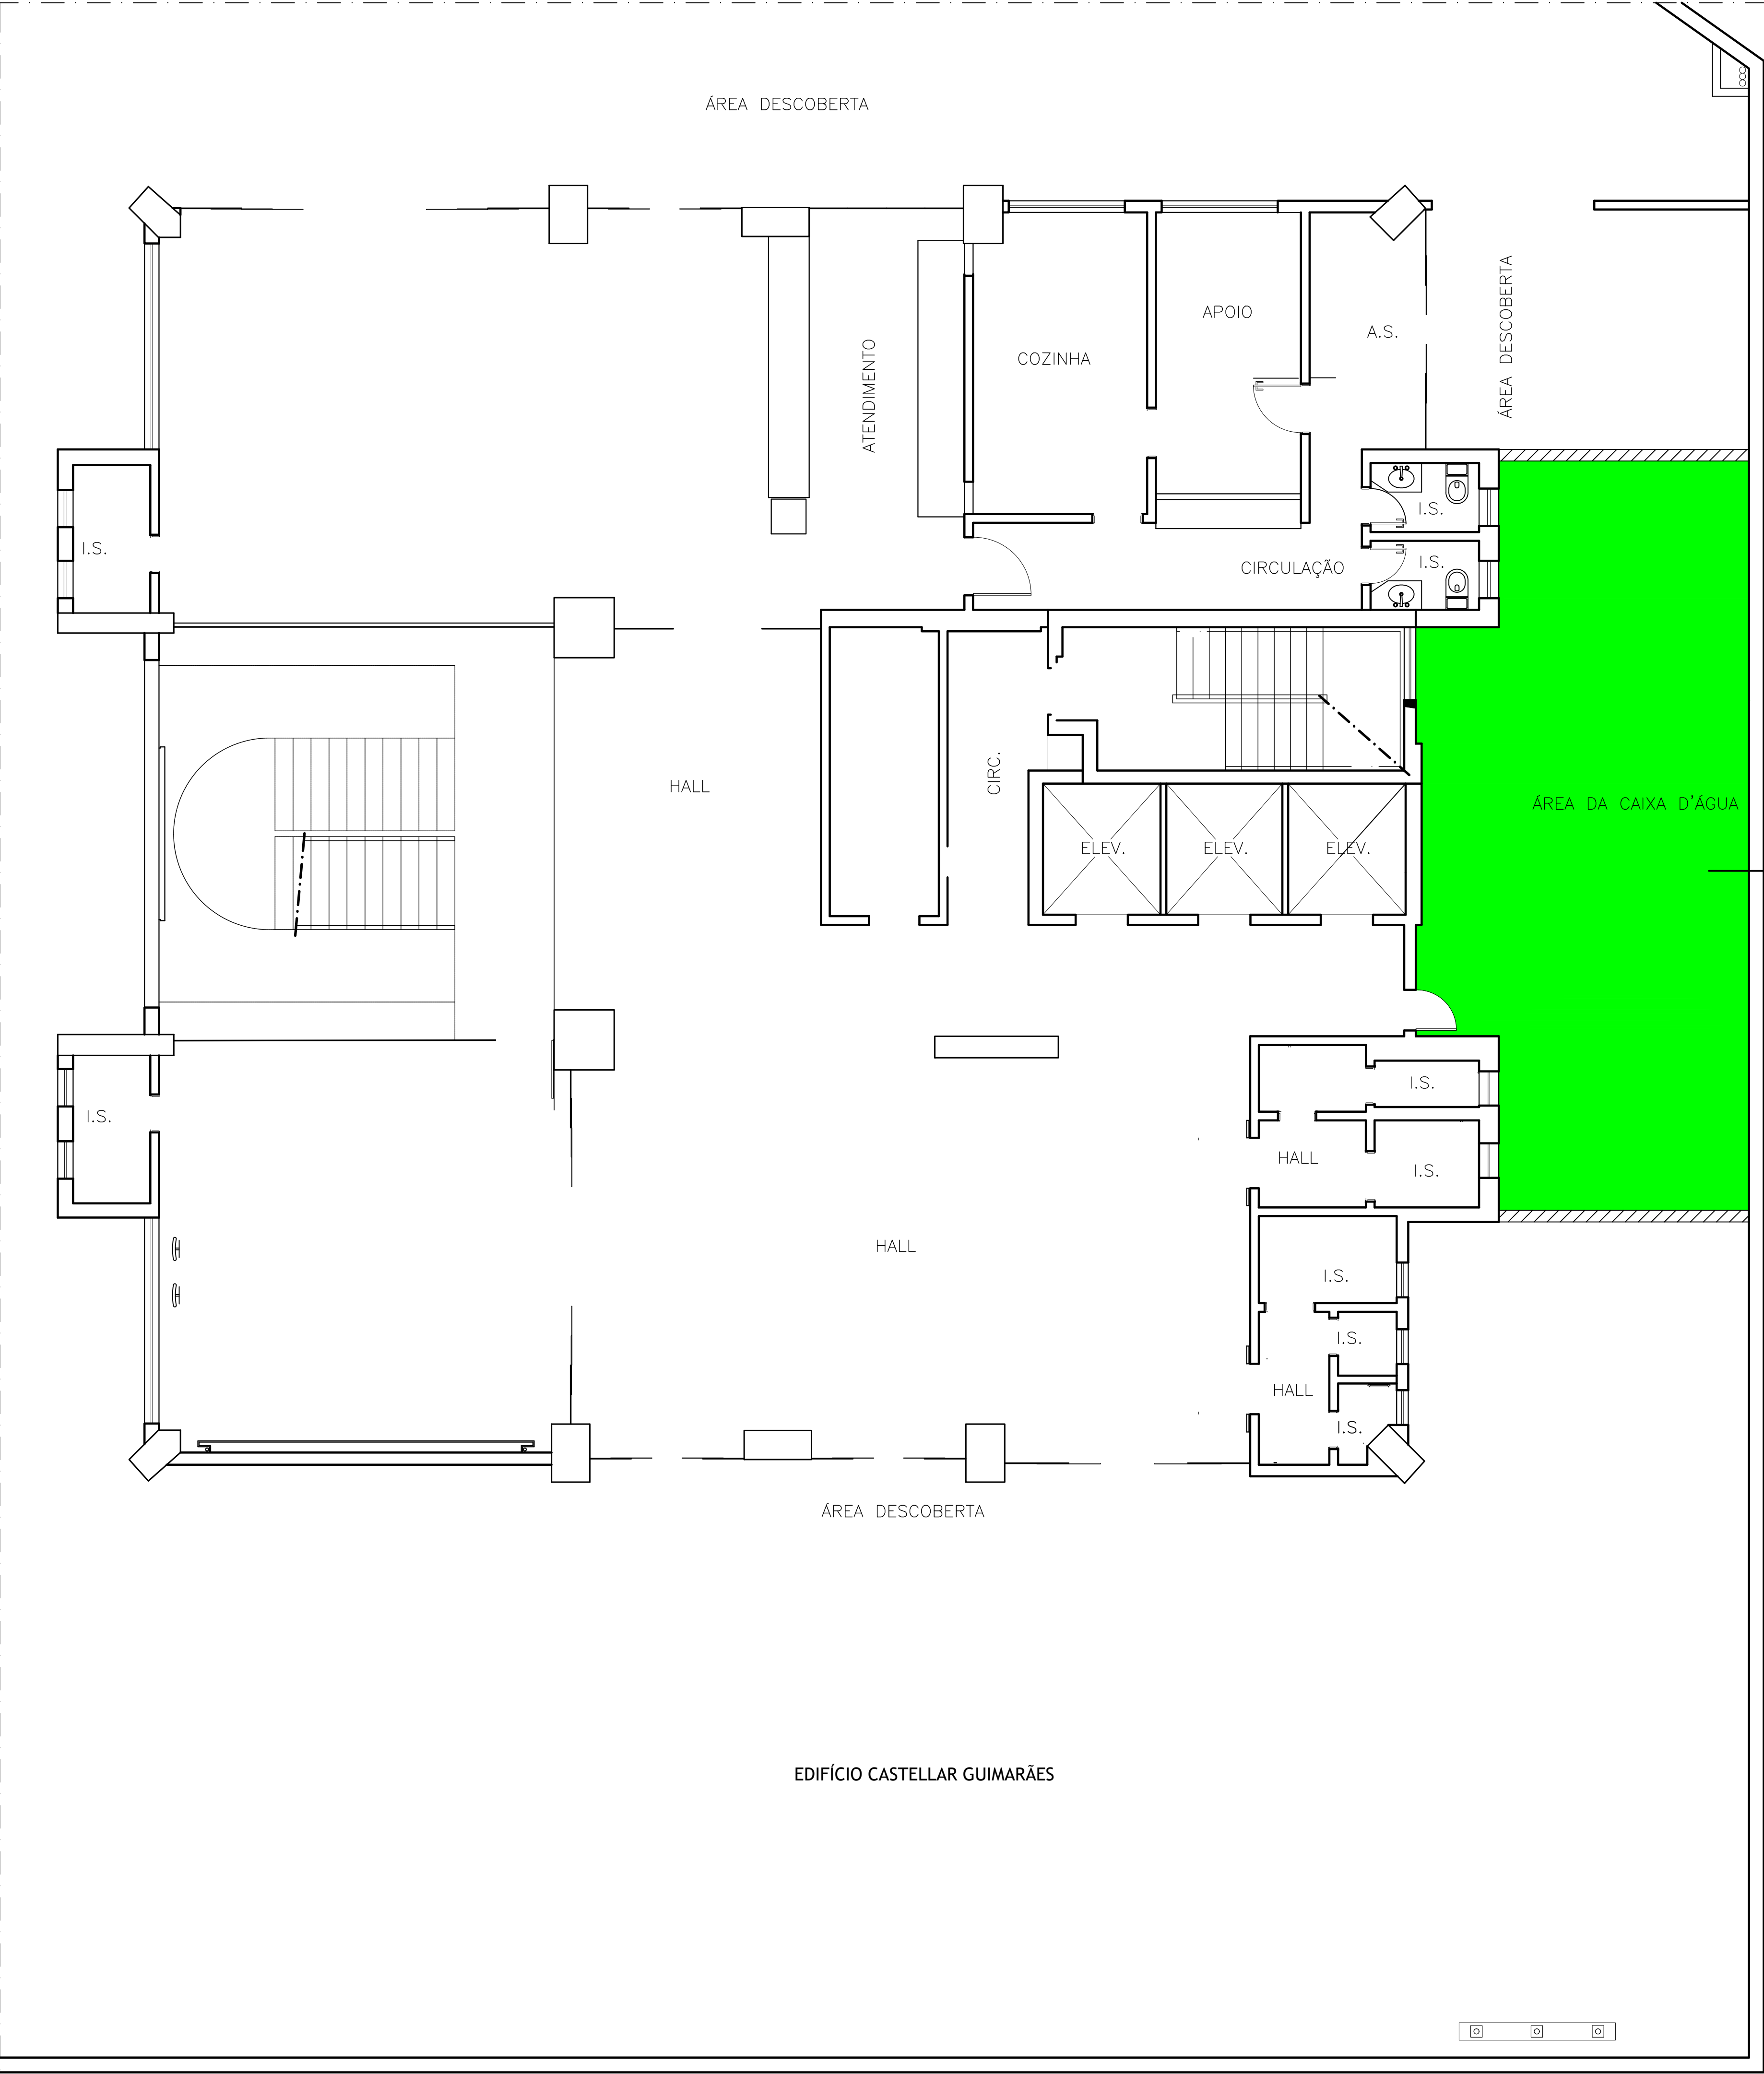 ÁREA DESCOBERTA
ÁREA DESCOBERTA
APOIO
A.S.
COZINHA
ATENDIMENTO
I.S.
I.S.
I.S.
CIRCULAÇÃO
HALL
CIRC.
ÁREA DA CAIXA D'ÁGUA
ELEV.
ELEV.
ELEV.
I.S.
I.S.
HALL
I.S.
HALL
I.S.
I.S.
HALL
I.S.
ÁREA DESCOBERTA
EDIFÍCIO CASTELLAR GUIMARÃES